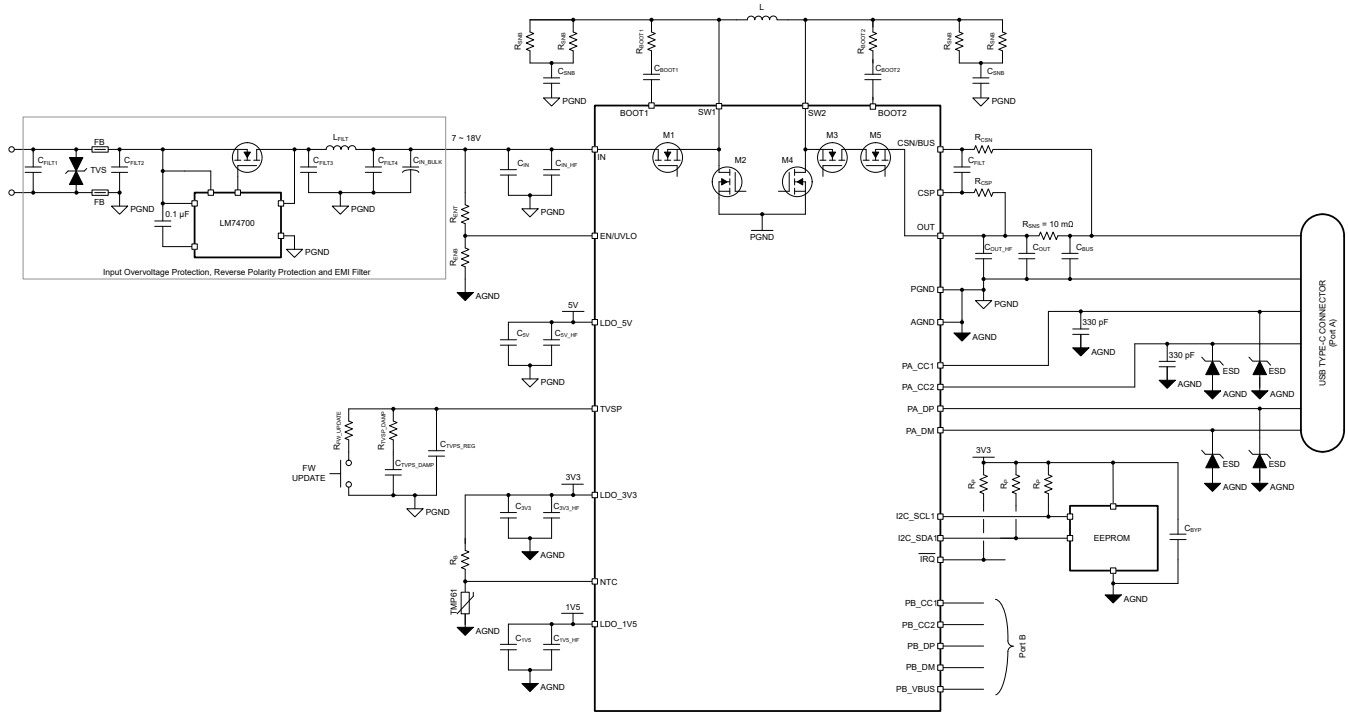 L
RSNB
RSNB
RBOOT1
RBOOT2
RSNB
RSNB
CSNB
CBOOT1
CBOOT2
CSNB
PGND
PGND
BOOT1
SW1
SW2
BOOT2
FB
LFILT
7 ~ 18V
M1
M3
M5
CSN/BUS
RCSN
CFILT1
TVS
CFILT2
CFILT3
CFILT4
CIN_BULK
IN
CIN
CIN_HF
M2
M4
CFILT
RCSP
CSP
FB
PGND
PGND
0.1 µF
LM74700
PGND
RENT
PGND
OUT
RSNS = 10 mΩ
EN/UVLO
PGND
COUT_HF
COUT
CBUS
RENB
Input Overvoltage Protection, Reverse Polarity Protection and EMI Filter
AGND
PGND
PGND
5V
LDO_5V
AGND
AGND
330 pF
AGND
C5V
C5V_HF
PGND
PA_CC1
330 pF
ESD
ESD
PA_CC2
AGND
AGND
AGND
USB TYPE-C CONNECTOR
(Port A)
TVSP
PA_DP
PA_DM
RFW_UPDATE
RTVSP_DAMP
CTVPS_REG
FW
UPDATE
CTVPS_DAMP
PGND
3V3
ESD
ESD
AGND
AGND
3V3
LDO_3V3
RP
RP
RP
C3V3
C3V3_HF
AGND
I2C_SCL1
I2C_SDA1
EEPROM
CBYP
IRQ
RB
NTC
TMP61
AGND
AGND
1V5
LDO_1V5
C1V5
C1V5_HF
AGND
PB_CC1
PB_CC2
PB_DP
PB_DM
PB_VBUS
Port B